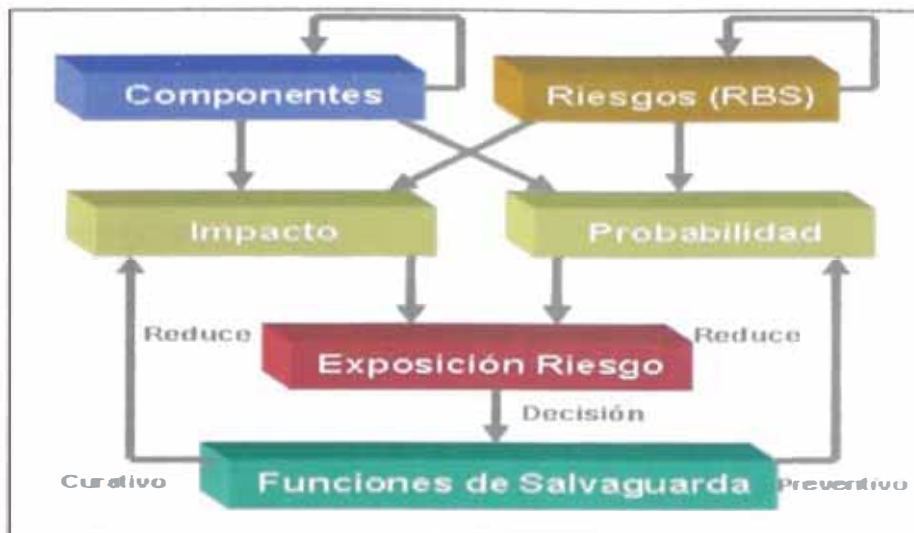 Componentes
Riesgos (RBS)
Impacto
Probabilidad
Reduce
Reduce
Exposición Riesgo
Decisión
Curativo
Funciones de Salvaguarda
Preventivo